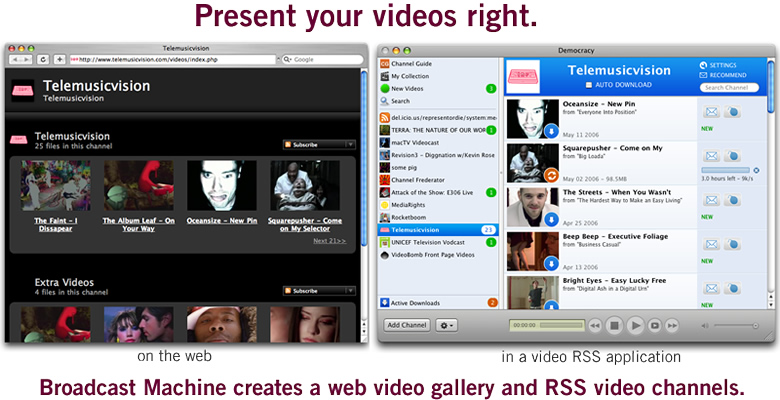 Present your videos right.
Telemusicvision
http://www.telemusicvision.com/videos/index.php
Google
Telemusicvision
Telemusicvision
Telemusicvision
25 files in this channel
Subscribe
The Faint – I Dissapear
The Album Leaf – On Your Way
Oceansize – New Pin
Squarepusher – Come on My Selector
Next 21>>
Extra Videos
4 files in this channel
Subscribe
on the web
Democracy
Channel Guide
My Collection
New Videos
Search
del.icio.us/representordie/system:me
TERRA: THE NATURE OF OUR WOR
macTV Videocast
Revision3 – Diggnation w/Kevin Rose
some pig
Channel Frederator
Attack of the Show: E306 Live
MediaRights
Rocketboom
Telemusicvision 23
UNICEF Television Vodcast
VideoBomb Front Page Videos
Active Downloads 2
Add Channel
Telemusicvision
AUTO DOWNLOAD
SETTINGS
RECOMMEND
Search Channel
Oceansize – New Pin
from "Everyone Into Position"
May 11 2006
NEW
Squarepusher – Come on My
from "Big Loada"
May 02 2006 – 98.5MB
3.0 hours left – 9k/s
The Streets – When You Wasn't
from "The Hardest Way to Make an Easy Living"
Apr 25 2006
NEW
Beep Beep – Executive Foliage
from "Business Casual"
Apr 13 2006
NEW
Bright Eyes – Easy Lucky Free
from "Digital Ash in a Digital Urn"
00:00:00
in a video RSS application
Broadcast Machine creates a web video gallery and RSS video channels.